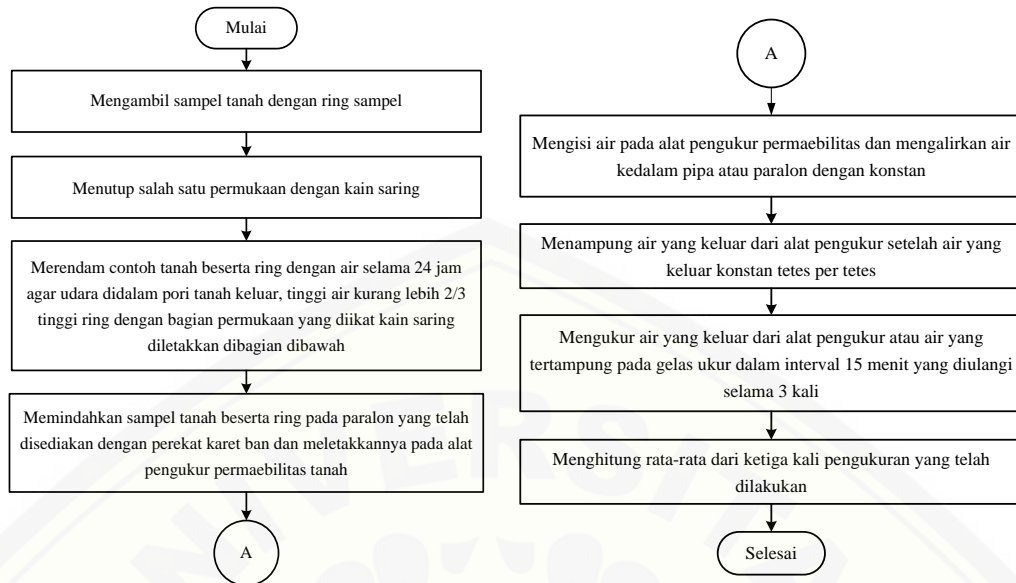 Mulai
Mengambil sampel tanah dengan ring sampel
Menutup salah satu permukaan dengan kain saring
Merendam contoh tanah beserta ring dengan air selama 24 jam
agar udara didalam pori tanah keluar, tinggi air kurang lebih 2/3
tinggi ring dengan bagian permukaan yang diikat kain saring
diletakkan dibagian dibawah
Memindahkan sampel tanah beserta ring pada paralon yang telah
disediakan dengan perekat karet ban dan meletakkannya pada alat
pengukur permaebilitas tanah
A
A
Mengisi air pada alat pengukur permaebilitas dan mengalirkan air
kedalam pipa atau paralon dengan konstan
Menampung air yang keluar dari alat pengukur setelah air yang
keluar konstan tetes per tetes
Mengukur air yang keluar dari alat pengukur atau air yang
tertampung pada gelas ukur dalam interval 15 menit yang diulangi
selama 3 kali
Menghitung rata-rata dari ketiga kali pengukuran yang telah
dilakukan
Selesai